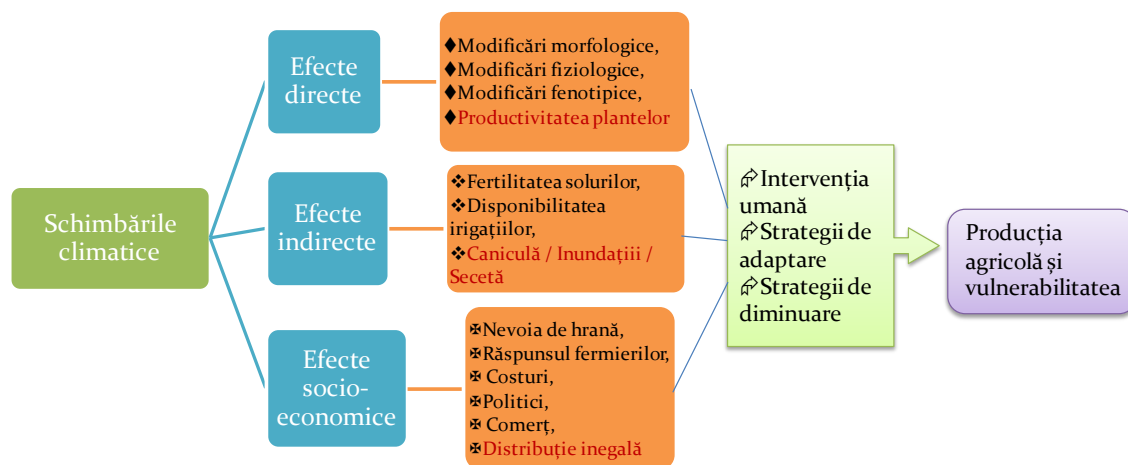 Schimbările
climatice
Efecte
directe
♦Modificări morfologice,
♦Modificări fiziologice,
♦Modificări fenotipice,
♦Productivitatea plantelor
Efecte
indirecte
❖Fertilitatea solurilor,
❖Disponibilitatea
irigațiilor,
❖Caniculă / Inundațiii /
Secetă
Efecte
socio-
economice
✠Nevoia de hrană,
✠Răspunsul fermierilor,
✠ Costuri,
✠Politici,
✠ Comerț,
✠Distribuție inegală
Intervenția
umană
Strategii de
adaptare
Strategii de
diminuare
Producția
agricolă și
vulnerabilitatea